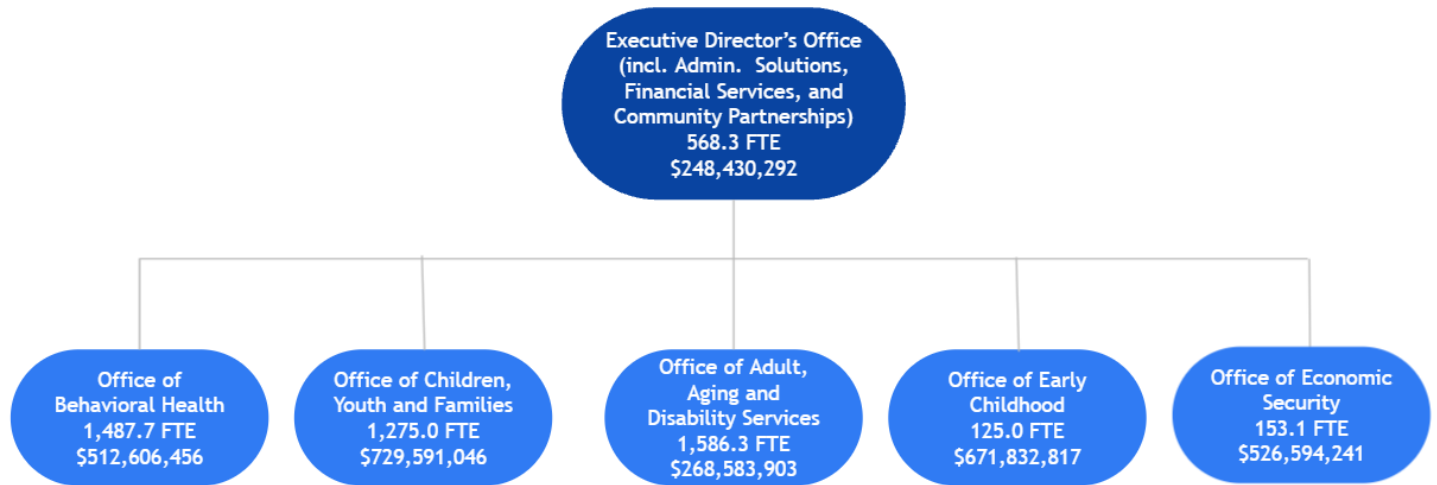 Executive Director’s Office
(incl. Admin.  Solutions,
Financial Services, and
Community Partnerships)
568.3 FTE
$248,430,292
Office of
Behavioral Health
1,487.7 FTE
$512,606,456
Office of Children,
Youth and Families
1,275.0 FTE
$729,591,046
Office of Adult,
Aging and
Disability Services
1,586.3 FTE
$268,583,903
Office of Early
Childhood
125.0 FTE
$671,832,817
Office of Economic
Security
153.1 FTE
$526,594,241